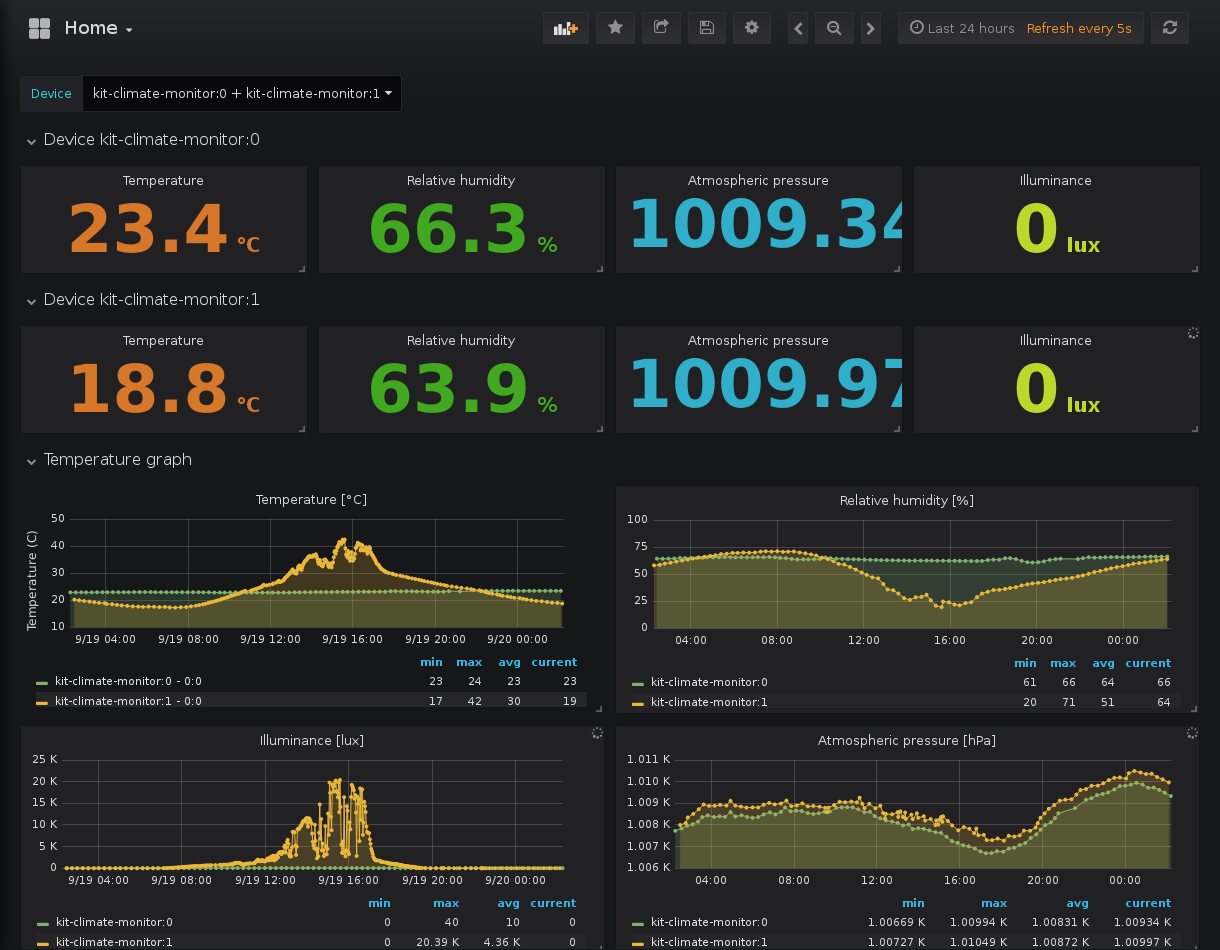 Home
Last 24 hours Refresh every 5s
Device kit-climate-monitor:0 + kit-climate-monitor:1
Device kit-climate-monitor:0
Temperature Relative humidity Atmospheric pressure Illuminance
23.4 °C 66.3 % 1009.34 0 lux
Device kit-climate-monitor:1
Temperature Relative humidity Atmospheric pressure Illuminance
18.8 °C 63.9 % 1009.97 0 lux
Temperature graph
Temperature [°C]
Temperature (C)
50
40
30
20
10
9/19 04:00 9/19 08:00 9/19 12:00 9/19 16:00 9/19 20:00 9/20 00:00
min max avg current
kit-climate-monitor:0 - 0:0 23 24 23 23
kit-climate-monitor:1 - 0:0 17 42 30 19
Relative humidity [%]
100
75
50
25
0
04:00 08:00 12:00 16:00 20:00 00:00
min max avg current
kit-climate-monitor:0 61 66 64 66
kit-climate-monitor:1 20 71 51 64
Illuminance [lux]
25 K
20 K
15 K
10 K
5 K
0
9/19 04:00 9/19 08:00 9/19 12:00 9/19 16:00 9/19 20:00 9/20 00:00
min max avg current
kit-climate-monitor:0 0 40 10 0
kit-climate-monitor:1 0 20.39 K 4.36 K 0
Atmospheric pressure [hPa]
1.011 K
1.010 K
1.009 K
1.008 K
1.007 K
1.006 K
04:00 08:00 12:00 16:00 20:00 00:00
min max avg current
kit-climate-monitor:0 1.00669 K 1.00994 K 1.00831 K 1.00934 K
kit-climate-monitor:1 1.00727 K 1.01049 K 1.00872 K 1.00997 K